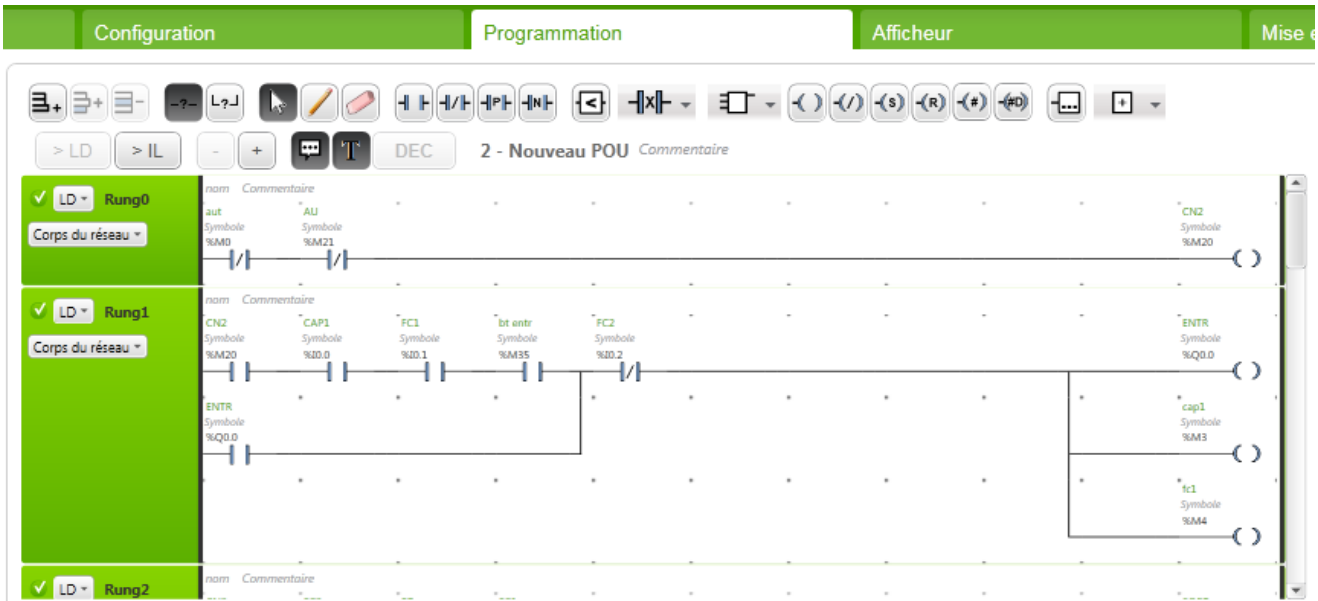 Configuration Programmation Afficheur Mise e
-?- L?┘ P N < X ( ) (/) (S) (R) (#) (#D) ... +
> LD > IL - + T DEC 2 - Nouveau POU Commentaire
LD Rung0
Corps du réseau
nom Commentaire
aut AU CN2
Symbole Symbole Symbole
%M0 %M21 %M20
LD Rung1
Corps du réseau
nom Commentaire
CN2 CAP1 FC1 bt entr FC2 ENTR
Symbole Symbole Symbole Symbole Symbole Symbole
%M20 %I0.0 %I0.1 %M35 %I0.2 %Q0.0
ENTR cap1
Symbole Symbole
%Q0.0 %M3
fc1
Symbole
%M4
LD Rung2
nom Commentaire